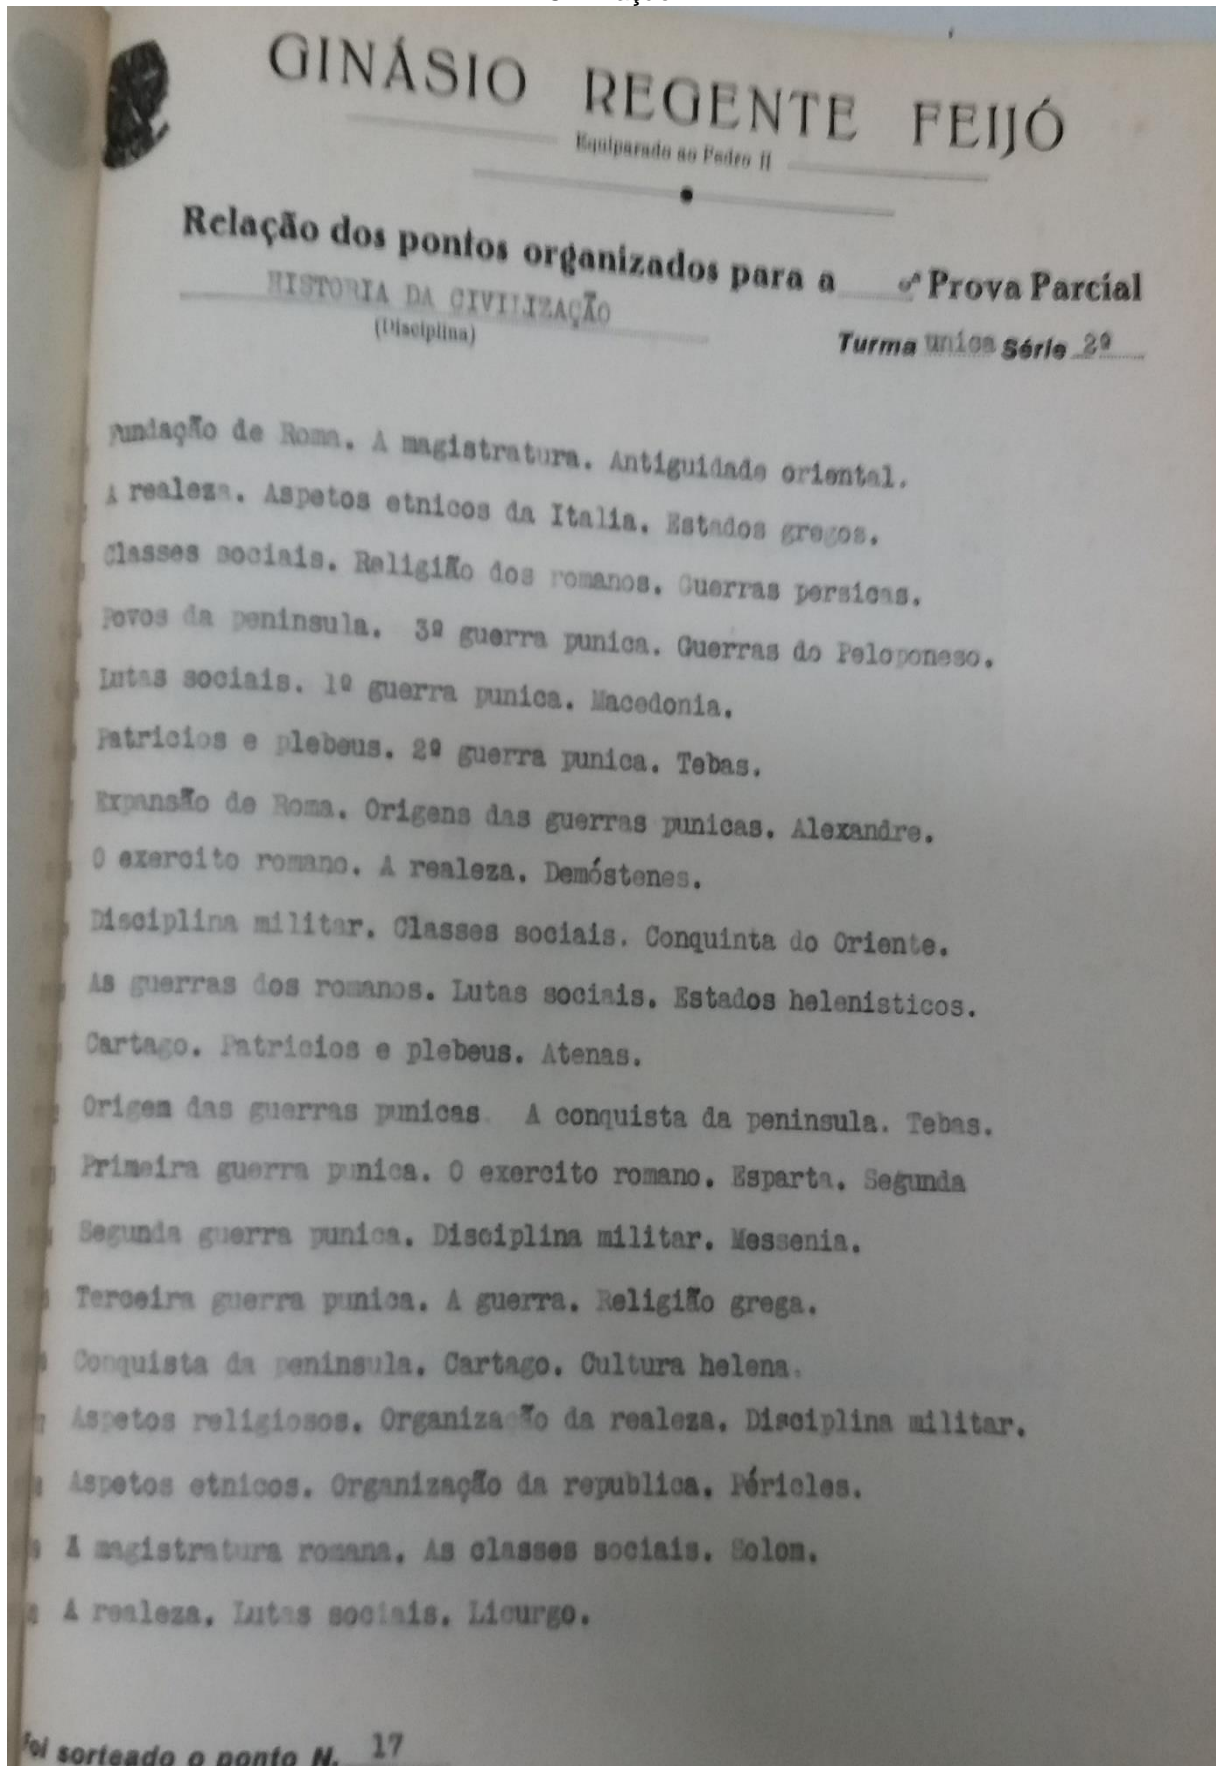 GINÁSIO REGENTE FEIJÓ
Equiparado ao Pedro II
Relação dos pontos organizados para a ª Prova Parcial
HISTORIA DA CIVILIZAÇÃO
(Disciplina)
Turma unica Série 2ª
Fundação de Roma. A magistratura. Antiguidade oriental.
A realeza. Aspetos etnicos da Italia. Estados gregos.
Classes sociais. Religião dos romanos. Guerras persicas.
Povos da peninsula. 3ª guerra punica. Guerras do Peloponeso.
Lutas sociais. 1ª guerra punica. Macedonia.
Patricios e plebeus. 2ª guerra punica. Tebas.
Expansão de Roma. Origens das guerras punicas. Alexandre.
O exercito romano. A realeza. Demóstenes.
Disciplina militar. Classes sociais. Conquinta do Oriente.
As guerras dos romanos. Lutas sociais. Estados helenisticos.
Cartago. Patricios e plebeus. Atenas.
Origem das guerras punicas. A conquista da peninsula. Tebas.
Primeira guerra punica. O exercito romano. Esparta. Segunda
Segunda guerra punica. Disciplina militar. Messenia.
Terceira guerra punica. A guerra. Religião grega.
Conquista da peninsula. Cartago. Cultura helena.
Aspetos religiosos. Organização da realeza. Disciplina militar.
Aspetos etnicos. Organização da republica. Péricles.
A magistratura romana. As classes sociais. Solom.
A realeza. Lutas sociais. Licurgo.
Foi sorteado o ponto N. 17